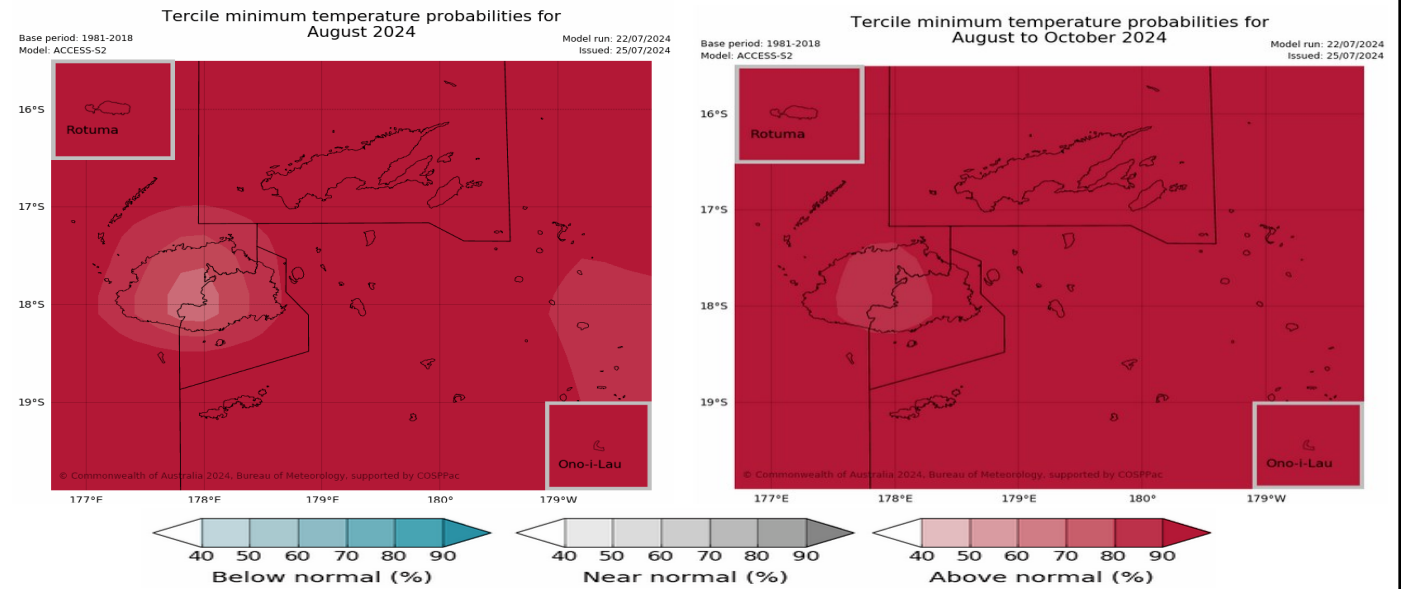 Tercile minimum temperature probabilities for
August 2024
Base period: 1981-2018
Model: ACCESS-S2
Model run: 22/07/2024
Issued: 25/07/2024
Rotuma
16°S
17°S
18°S
19°S
Ono-i-Lau
© Commonwealth of Australia 2024, Bureau of Meteorology, supported by COSPPac
177°E 178°E 179°E 180° 179°W
Tercile minimum temperature probabilities for
August to October 2024
Base period: 1981-2018
Model: ACCESS-S2
Model run: 22/07/2024
Issued: 25/07/2024
Rotuma
16°S
17°S
18°S
19°S
Ono-i-Lau
© Commonwealth of Australia 2024, Bureau of Meteorology, supported by COSPPac
177°E 178°E 179°E 180° 179°W
40 50 60 70 80 90
Below normal (%)
40 50 60 70 80 90
Near normal (%)
40 50 60 70 80 90
Above normal (%)